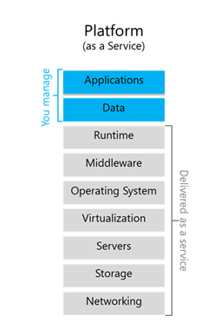 Platform
(as a Service)
You manage
Applications
Data
Runtime
Middleware
Operating System
Virtualization
Servers
Storage
Networking
Delivered as a service